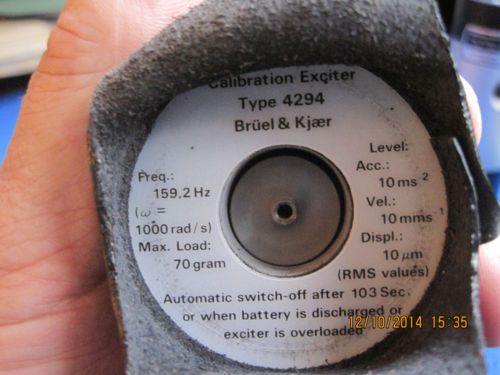 Calibration Exciter
Type 4294
Brüel & Kjær
Freq.:
159,2 Hz
(ω =
1000 rad/s)
Max. Load:
70 gram
Level:
Acc.:
10 ms⁻²
Vel.:
10 mms⁻¹
Displ.:
10 μm
(RMS values)
Automatic switch-off after 103 Sec.
or when battery is discharged or
exciter is overloaded
12/10/2014 15:35